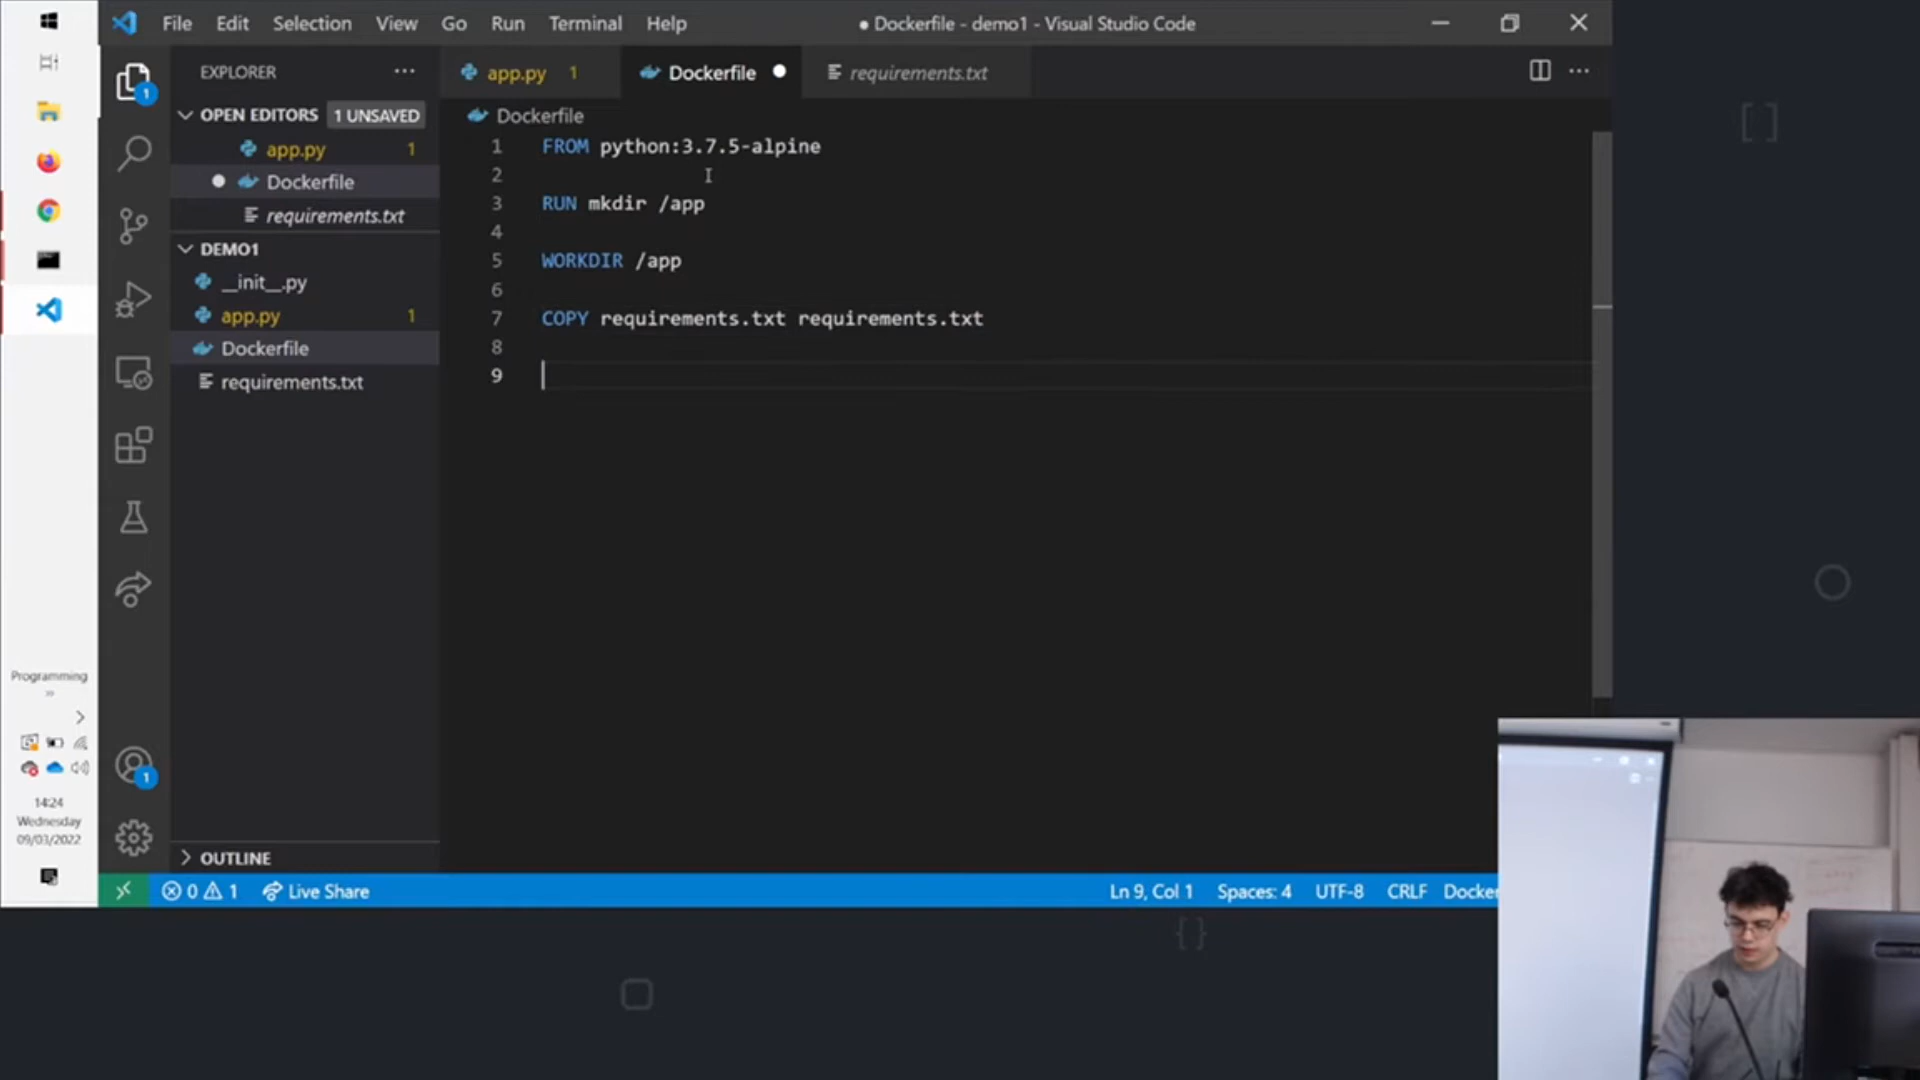 File Edit Selection View Go Run Terminal Help
● Dockerfile - demo1 - Visual Studio Code
EXPLORER
app.py 1
Dockerfile
requirements.txt
1
OPEN EDITORS 1 UNSAVED
app.py 1
Dockerfile
requirements.txt
DEMO1
__init__.py
app.py 1
Dockerfile
requirements.txt
Dockerfile
1 FROM python:3.7.5-alpine
2
3 RUN mkdir /app
4
5 WORKDIR /app
6
7 COPY requirements.txt requirements.txt
8
9
Programming
1
14:24
Wednesday
09/03/2022
OUTLINE
0 1 Live Share
Ln 9, Col 1 Spaces: 4 UTF-8 CRLF Docker
{}